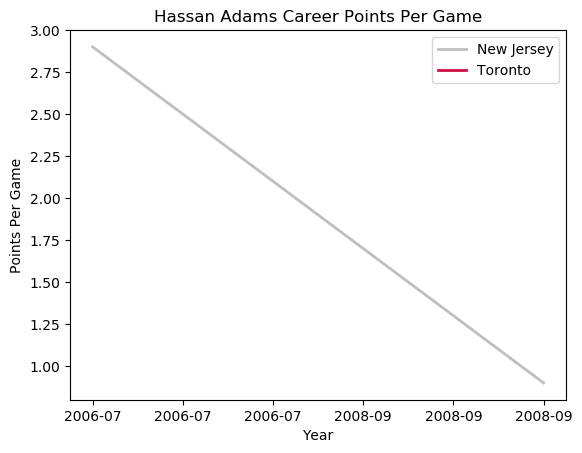 Hassan Adams Career Points Per Game
New Jersey
Toronto
Points Per Game
3.00
2.75
2.50
2.25
2.00
1.75
1.50
1.25
1.00
2006-07 2006-07 2006-07 2008-09 2008-09 2008-09
Year